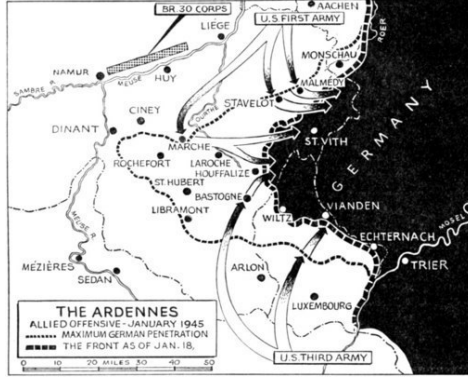 BR. 30 CORPS
U.S. FIRST ARMY
AACHEN
ROER
LIÉGE
MONSCHAU
NAMUR
MEUSE
HUY
MALMÉDY
SAMBRE R.
OURTHE
STAVELOT
CINEY
DINANT
MARCHE
ST. VITH
GERMANY
ROCHEFORT
LAROCHE
HOUFFALIZE
ST. HUBERT
BASTOGNE
LIBRAMONT
WILTZ
VIANDEN
MOSEL
MEUSE R.
ECHTERNACH
MÉZIÈRES
SEDAN
ARLON
TRIER
LUXEMBOURG
THE ARDENNES
ALLIED OFFENSIVE - JANUARY 1945
MAXIMUM GERMAN PENETRATION
THE FRONT AS OF JAN. 18,
0 10 20 MILES 30 40 50
U.S. THIRD ARMY